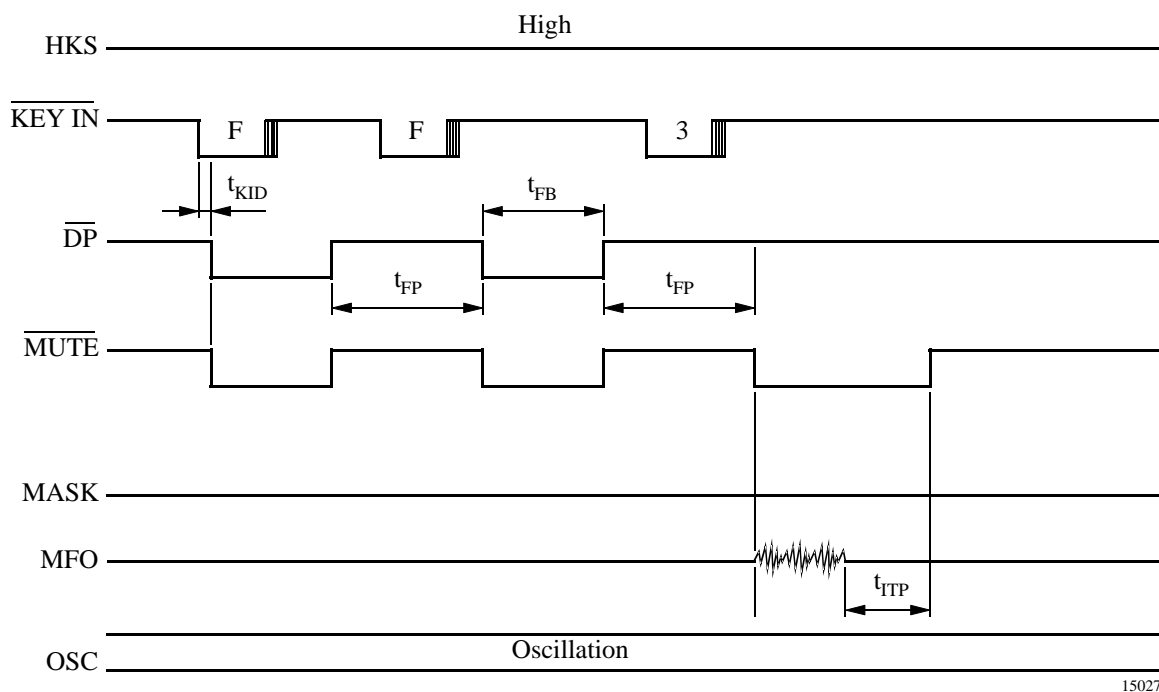 High
HKS
KEY IN
F F 3
tKID
tFB
DP
tFP tFP
MUTE
MASK
MFO
tITP
Oscillation
OSC
15027